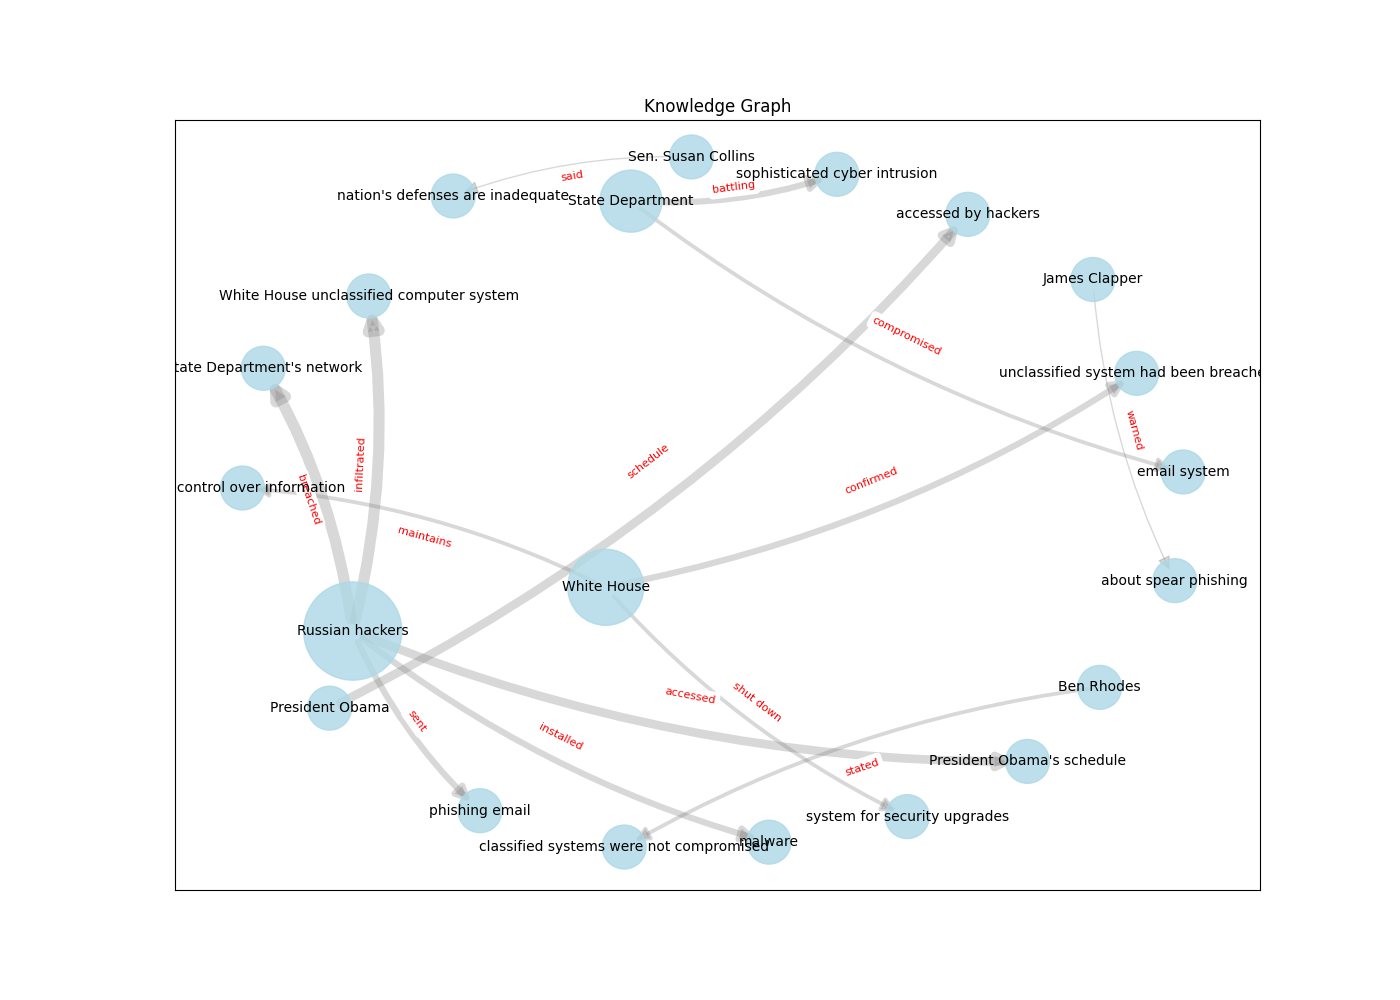 Knowledge Graph
Sen. Susan Collins
said
sophisticated cyber intrusion
battling
nation's defenses are inadequate
State Department
accessed by hackers
James Clapper
White House unclassified computer system
compromised
tate Department's network
unclassified system had been breache
warned
schedule
infiltrated
email system
confirmed
control over information
breached
maintains
about spear phishing
White House
Russian hackers
Ben Rhodes
accessed
shut down
President Obama
sent
installed
President Obama's schedule
stated
phishing email
system for security upgrades
malware
classified systems were not compromised